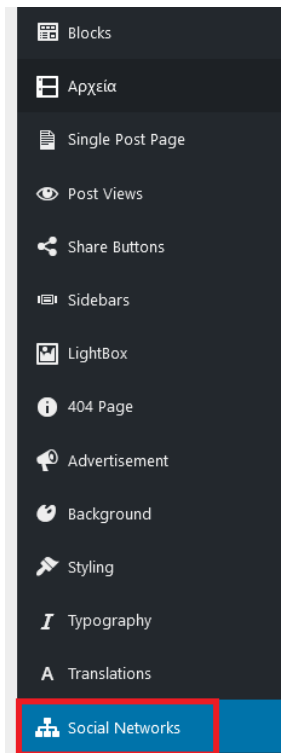 Blocks
Αρχεία
Single Post Page
Post Views
Share Buttons
Sidebars
LightBox
404 Page
Advertisement
Background
Styling
Typography
Translations
Social Networks